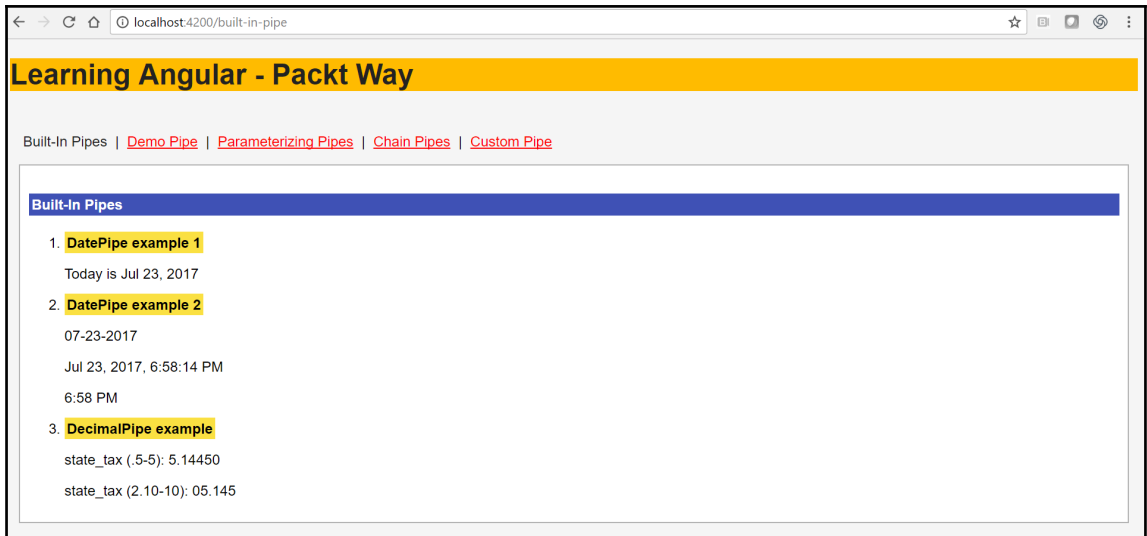 localhost:4200/built-in-pipe
Learning Angular - Packt Way
Built-In Pipes | Demo Pipe | Parameterizing Pipes | Chain Pipes | Custom Pipe
Built-In Pipes
1. DatePipe example 1
Today is Jul 23, 2017
2. DatePipe example 2
07-23-2017
Jul 23, 2017, 6:58:14 PM
6:58 PM
3. DecimalPipe example
state_tax (.5-5): 5.14450
state_tax (2.10-10): 05.145